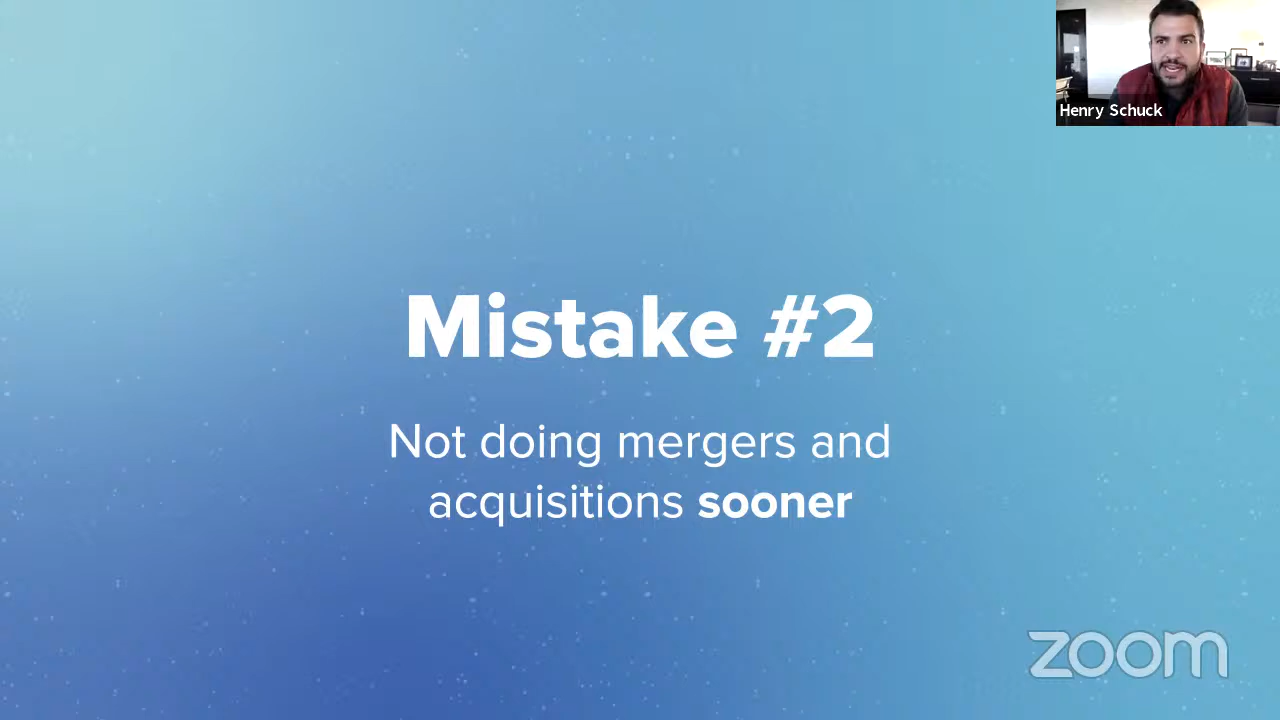 Henry Schuck
Mistake #2
Not doing mergers and
acquisitions sooner
zoom